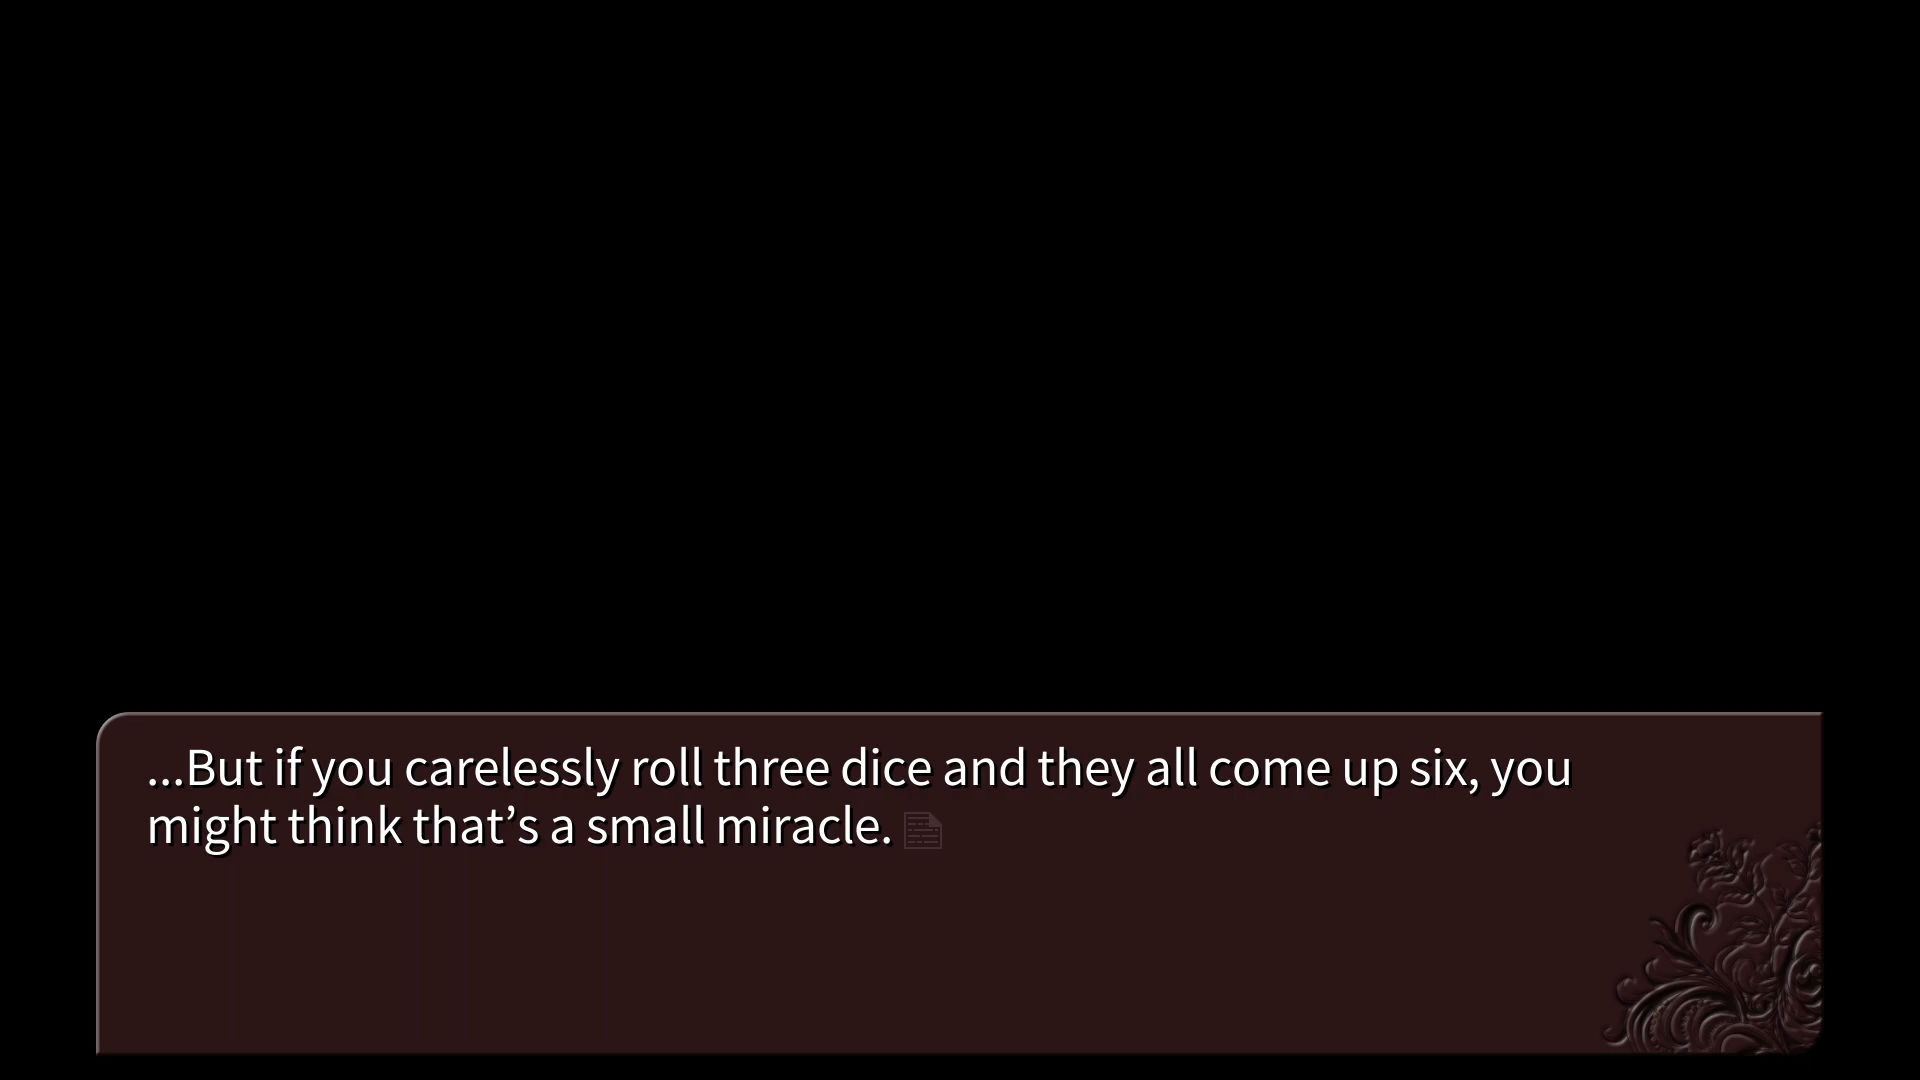 ...But if you carelessly roll three dice and they all come up six, you
might think that’s a small miracle.